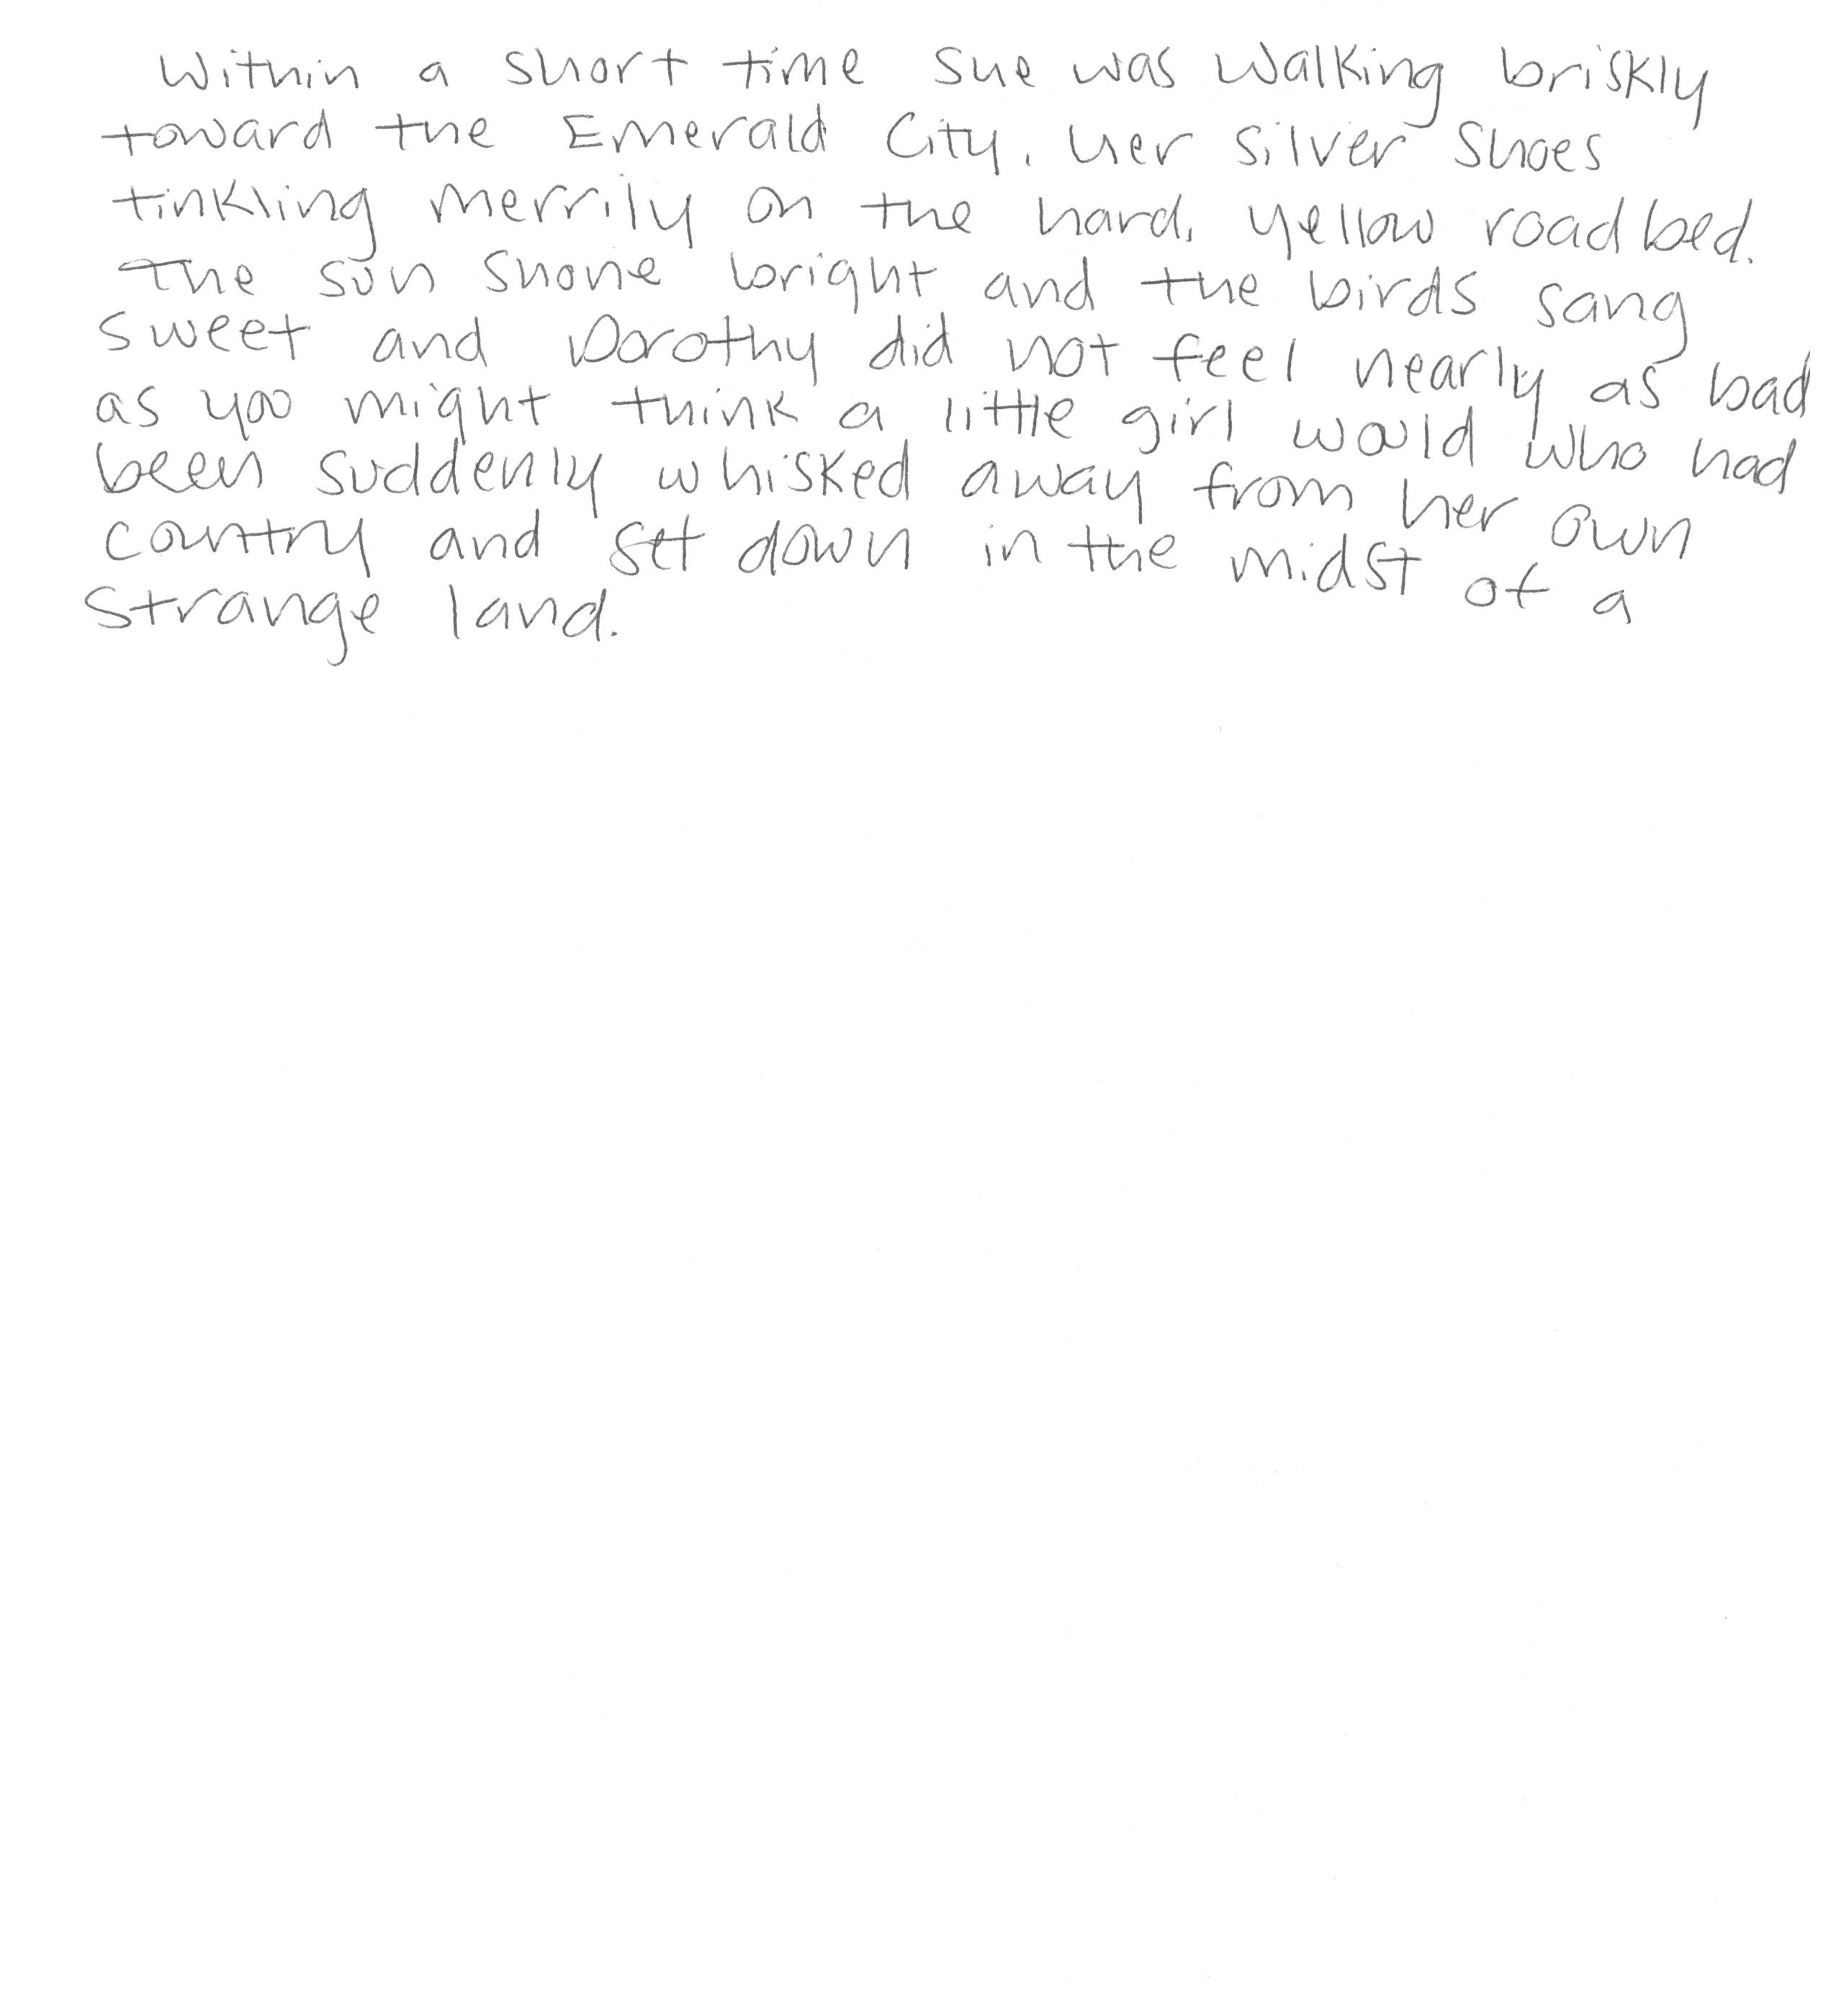 Within a short time she was walking briskly
toward the Emerald City. Her silver shoes
tinkling merrily on the hard, yellow roadbed.
The sun shone bright and the birds sang
sweet and Dorothy did not feel nearly as bad
as you might think a little girl would who had
been suddenly whisked away from her own
country and set down in the midst of a
strange land.